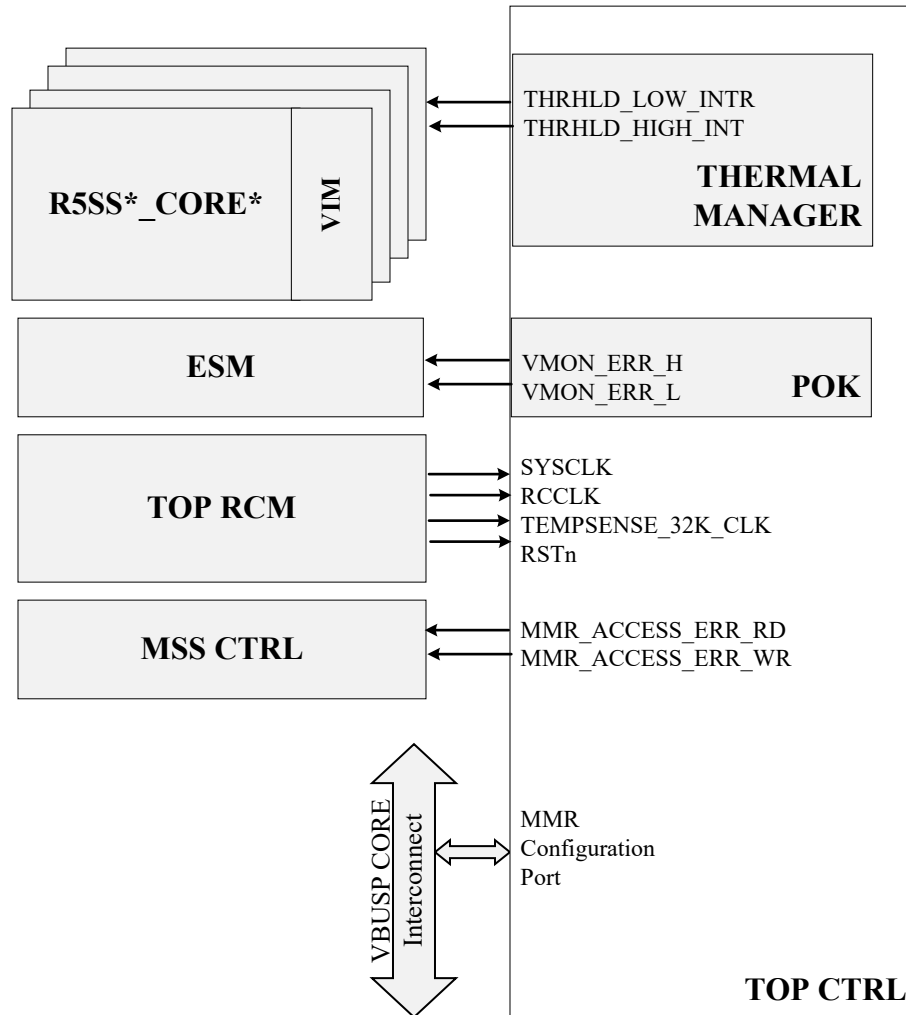 THRHLD_LOW_INTR
THRHLD_HIGH_INT
THERMAL
MANAGER
R5SS*_CORE*
VIM
ESM
VMON_ERR_H
VMON_ERR_L
POK
TOP RCM
SYSCLK
RCCLK
TEMPSENSE_32K_CLK
RSTn
MSS CTRL
MMR_ACCESS_ERR_RD
MMR_ACCESS_ERR_WR
VBUSP CORE
Interconnect
MMR
Configuration
Port
TOP CTRL